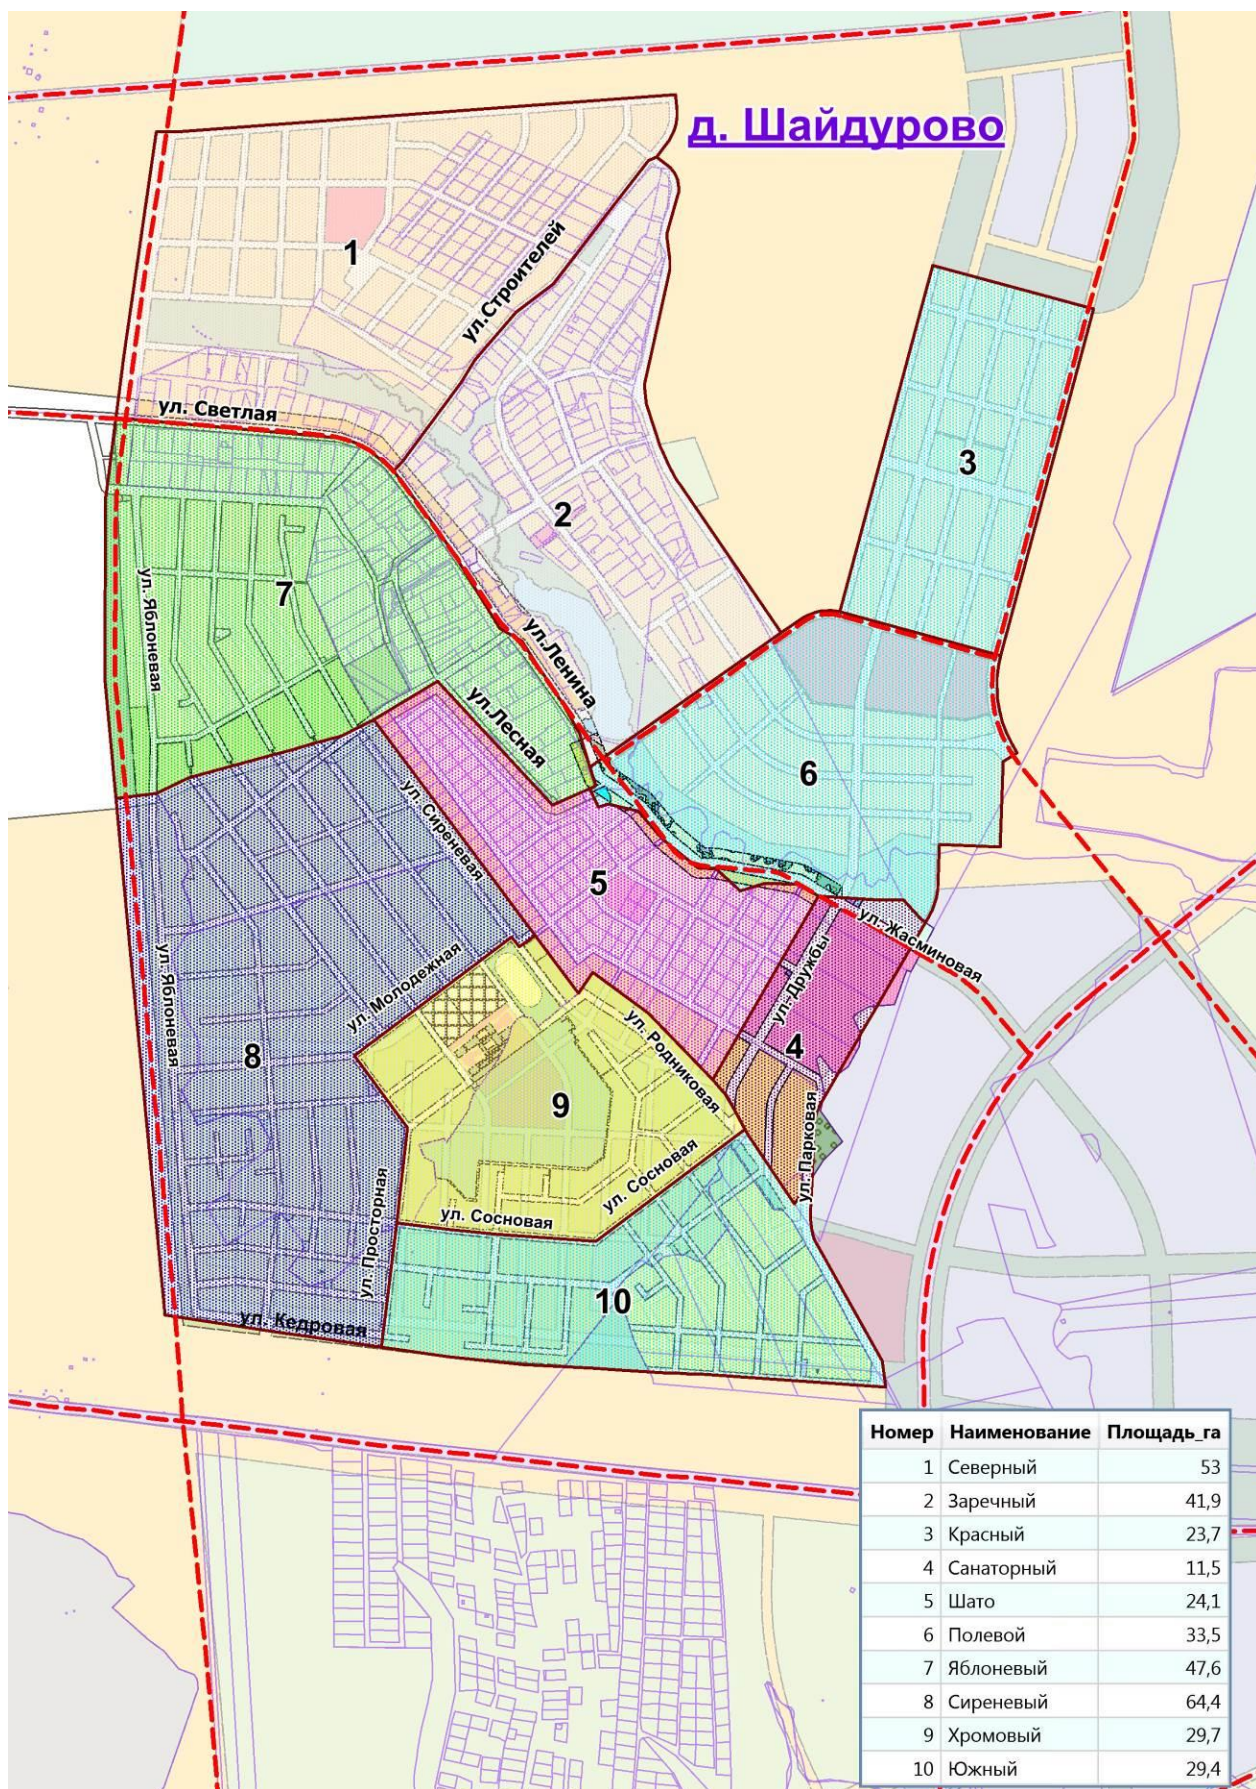 д. Шайдурово
1
ул.Строителей
ул. Светлая
3
2
7
ул. Яблоневая
ул.Ленина
ул.Лесная
6
ул. Сиреневая
5
ул. Жасминовая
ул. Дружбы
ул. Молодежная
ул. Яблоневая
4
8
ул. Родниковая
9
ул. Парковая
ул. Сосновая
ул. Сосновая
ул. Просторная
10
ул. Кедровая
Номер Наименование Площадь_га
1 Северный 53
2 Заречный 41,9
3 Красный 23,7
4 Санаторный 11,5
5 Шато 24,1
6 Полевой 33,5
7 Яблоневый 47,6
8 Сиреневый 64,4
9 Хромовый 29,7
10 Южный 29,4